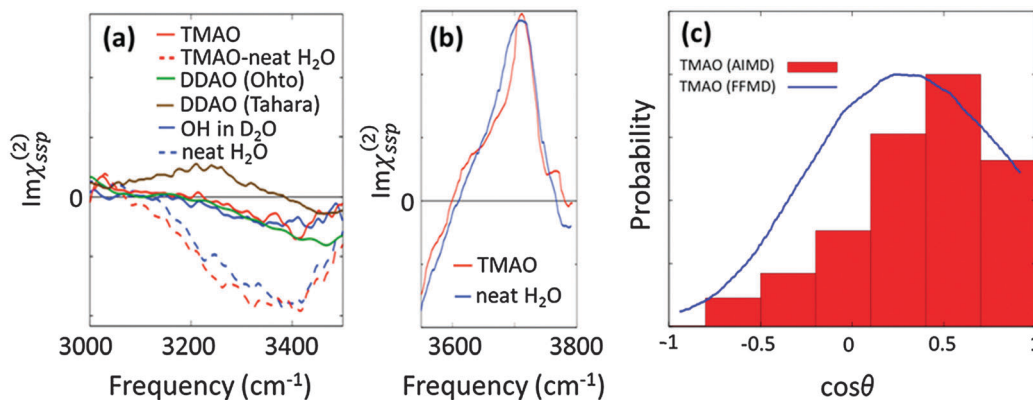 (a)
TMAO
TMAO-neat H₂O
DDAO (Ohto)
DDAO (Tahara)
OH in D₂O
neat H₂O
Imχ⁽²⁾ssp
0
3000 3200 3400
Frequency (cm⁻¹)
(b)
Imχ⁽²⁾ssp
0
TMAO
neat H₂O
3600 3700 3800
Frequency (cm⁻¹)
(c)
TMAO (AIMD)
TMAO (FFMD)
Probability
-1 -0.5 0 0.5 1
cosθ